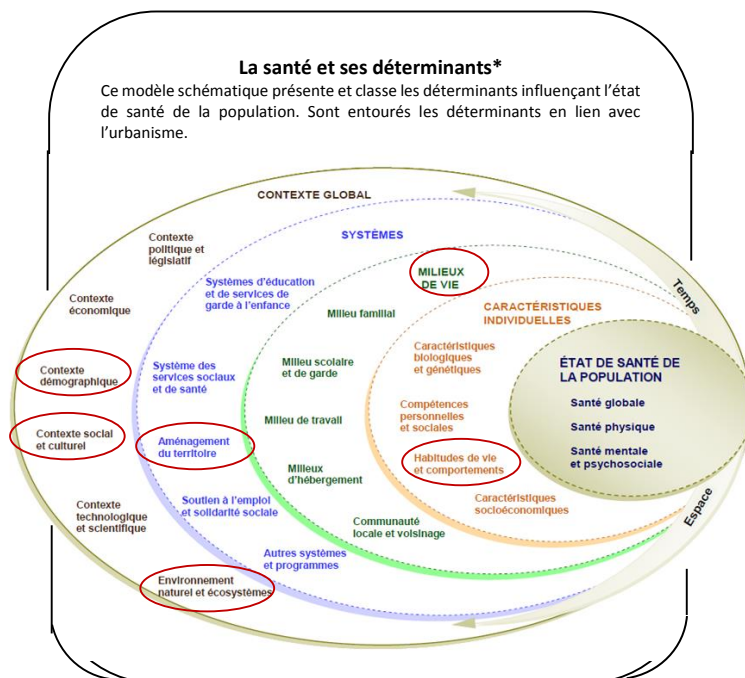 La santé et ses déterminants*
Ce modèle schématique présente et classe les déterminants influençant l'état
de santé de la population. Sont entourés les déterminants en lien avec
l'urbanisme.
CONTEXTE GLOBAL
Contexte
politique et
législatif
Contexte
économique
Contexte
démographique
Contexte social
et culturel
Contexte
technologique
et scientifique
Environnement
naturel et écosystèmes
SYSTÈMES
Systèmes d'éducation
et de services de
garde à l'enfance
Système des
services sociaux
et de santé
Aménagement
du territoire
Soutien à l'emploi
et solidarité sociale
Autres systèmes
et programmes
MILIEUX
DE VIE
Milieu familial
Milieu scolaire
et de garde
Milieu de travail
Milieux
d'hébergement
Communauté
locale et voisinage
CARACTÉRISTIQUES
INDIVIDUELLES
Caractéristiques
biologiques
et génétiques
Compétences
personnelles
et sociales
Habitudes de vie
et comportements
Caractéristiques
socioéconomiques
ÉTAT DE SANTÉ DE
LA POPULATION
Santé globale
Santé physique
Santé mentale
et psychosociale
Temps
Espace